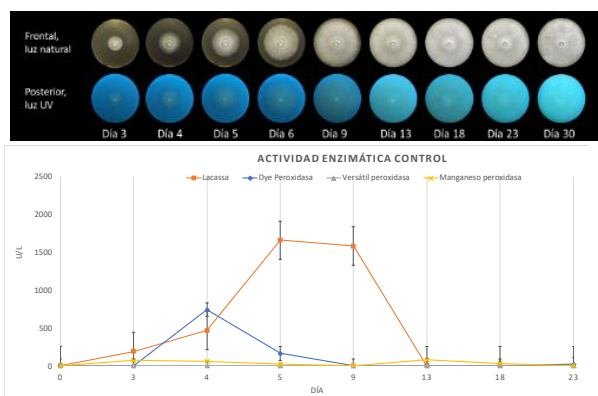 Frontal,
luz natural
Posterior,
luz UV
Día 3 Día 4 Día 5 Día 6 Día 9 Día 13 Día 18 Día 23 Día 30
ACTIVIDAD ENZIMÁTICA CONTROL
Lacassa Dye Peroxidasa Versátil peroxidasa Manganeso peroxidasa
2500
2000
1500
1000
500
0
U/L
0 3 4 5 9 13 18 23
DÍA